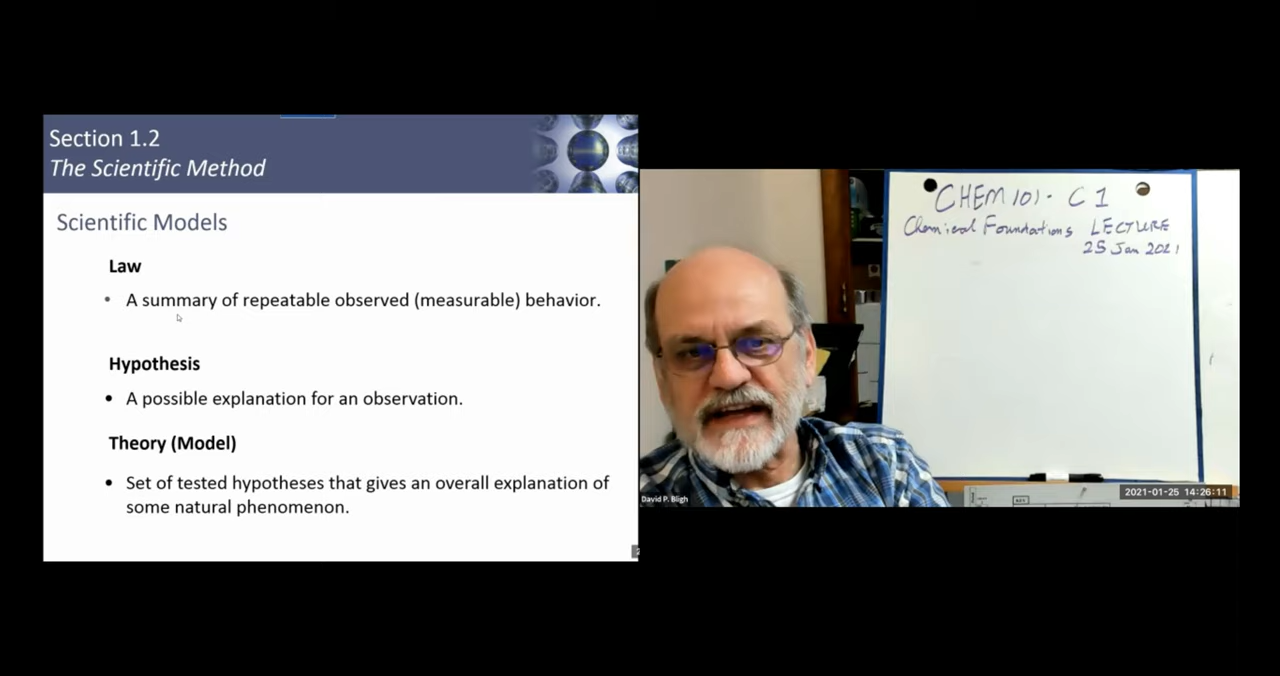 Section 1.2
The Scientific Method
Scientific Models
Law
• A summary of repeatable observed (measurable) behavior.
Hypothesis
• A possible explanation for an observation.
Theory (Model)
• Set of tested hypotheses that gives an overall explanation of
some natural phenomenon.
CHEM 101 - C1
Chemical Foundations LECTURE
25 Jan 2021
David P. Bligh
2021-01-25 14:26:11